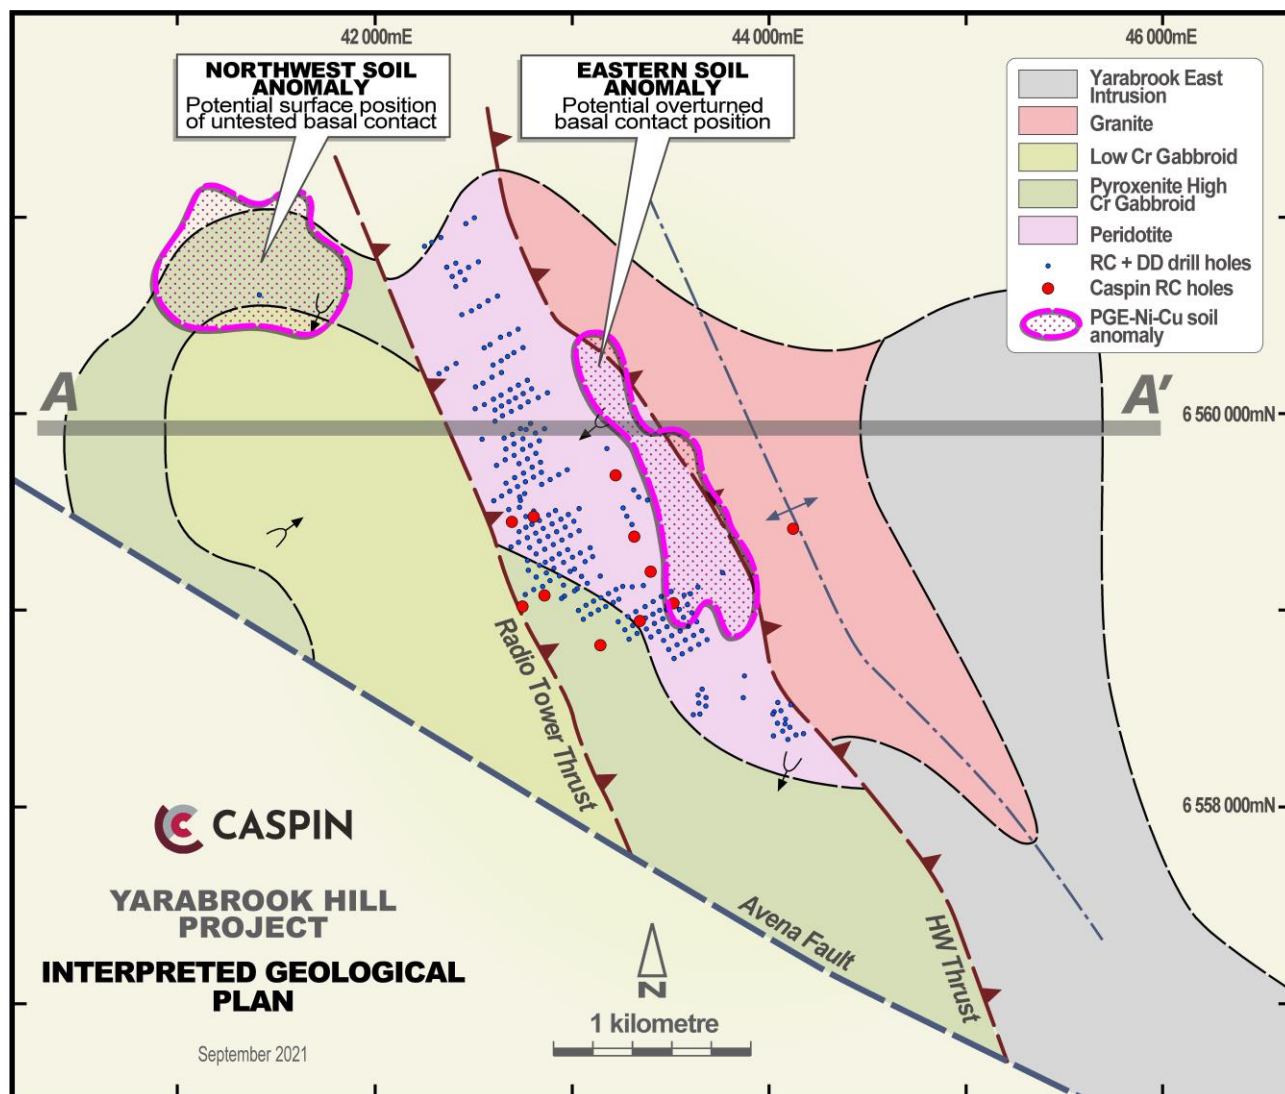 42 000mE
44 000mE
46 000mE
NORTHWEST SOIL
ANOMALY
Potential surface position
of untested basal contact
EASTERN SOIL
ANOMALY
Potential overturned
basal contact position
Yarabrook East
Intrusion
Granite
Low Cr Gabbroid
Pyroxenite High
Cr Gabbroid
Peridotite
RC + DD drill holes
Caspin RC holes
PGE-Ni-Cu soil
anomaly
A
A'
6 560 000mN
Radio Tower Thrust
6 558 000mN
CASPIN
YARABROOK HILL
PROJECT
INTERPRETED GEOLOGICAL
PLAN
September 2021
Avena Fault
HW Thrust
N
1 kilometre